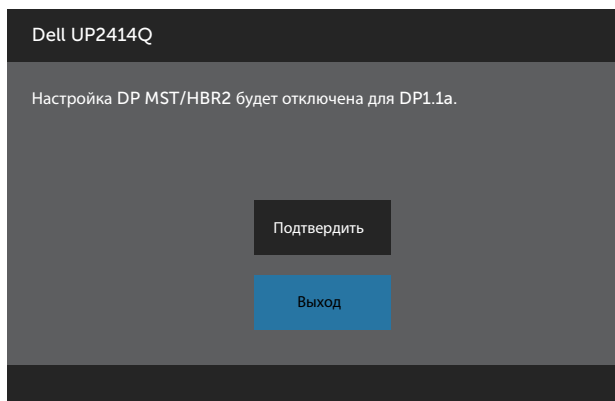 Dell UP2414Q
Настройка DP MST/HBR2 будет отключена для DP1.1a.
Подтвердить
Выход